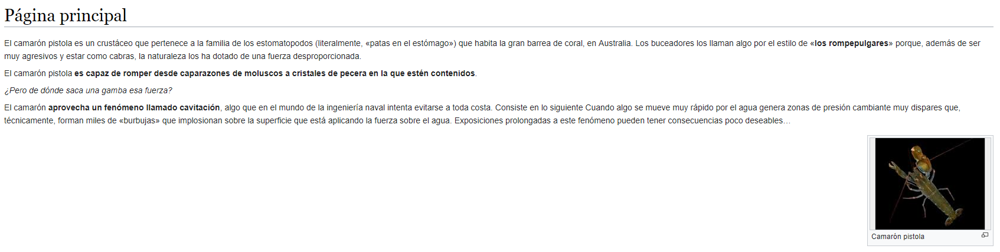 Página principal
El camarón pistola es un crustáceo que pertenece a la familia de los estomatopodos (literalmente, «patas en el estómago») que habita la gran barrea de coral, en Australia. Los buceadores los llaman algo por el estilo de «los rompepulgares» porque, además de ser
muy agresivos y estar como cabras, la naturaleza los ha dotado de una fuerza desproporcionada.
El camarón pistola es capaz de romper desde caparazones de moluscos a cristales de pecera en la que estén contenidos.
¿Pero de dónde saca una gamba esa fuerza?
El camarón aprovecha un fenómeno llamado cavitación, algo que en el mundo de la ingeniería naval intenta evitarse a toda costa. Consiste en lo siguiente Cuando algo se mueve muy rápido por el agua genera zonas de presión cambiante muy dispares que,
técnicamente, forman miles de «burbujas» que implosionan sobre la superficie que está aplicando la fuerza sobre el agua. Exposiciones prolongadas a este fenómeno pueden tener consecuencias poco deseables…
Camarón pistola